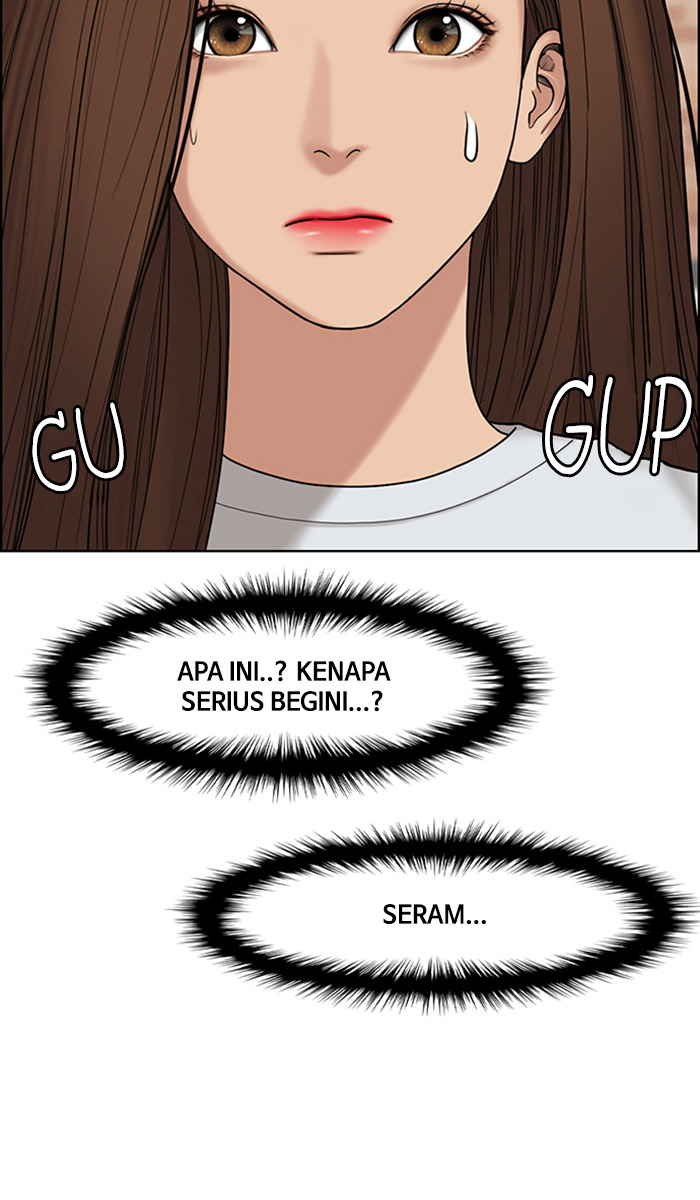 GU
GUP
APA INI..? KENAPA
SERIUS BEGINI...?
SERAM...